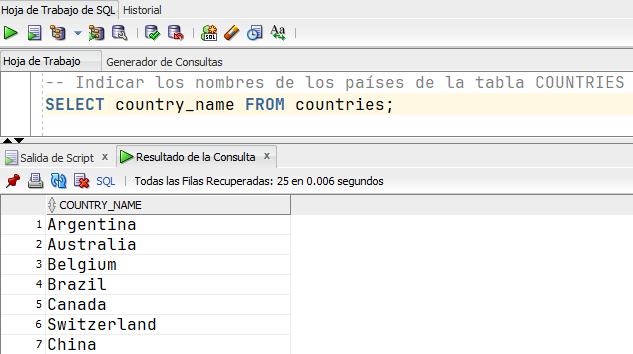 Hoja de Trabajo de SQL Historial
Hoja de Trabajo Generador de Consultas
-- Indicar los nombres de los países de la tabla COUNTRIES
SELECT country_name FROM countries;
Salida de Script x Resultado de la Consulta x
SQL | Todas las Filas Recuperadas: 25 en 0.006 segundos
COUNTRY_NAME
1 Argentina
2 Australia
3 Belgium
4 Brazil
5 Canada
6 Switzerland
7 China